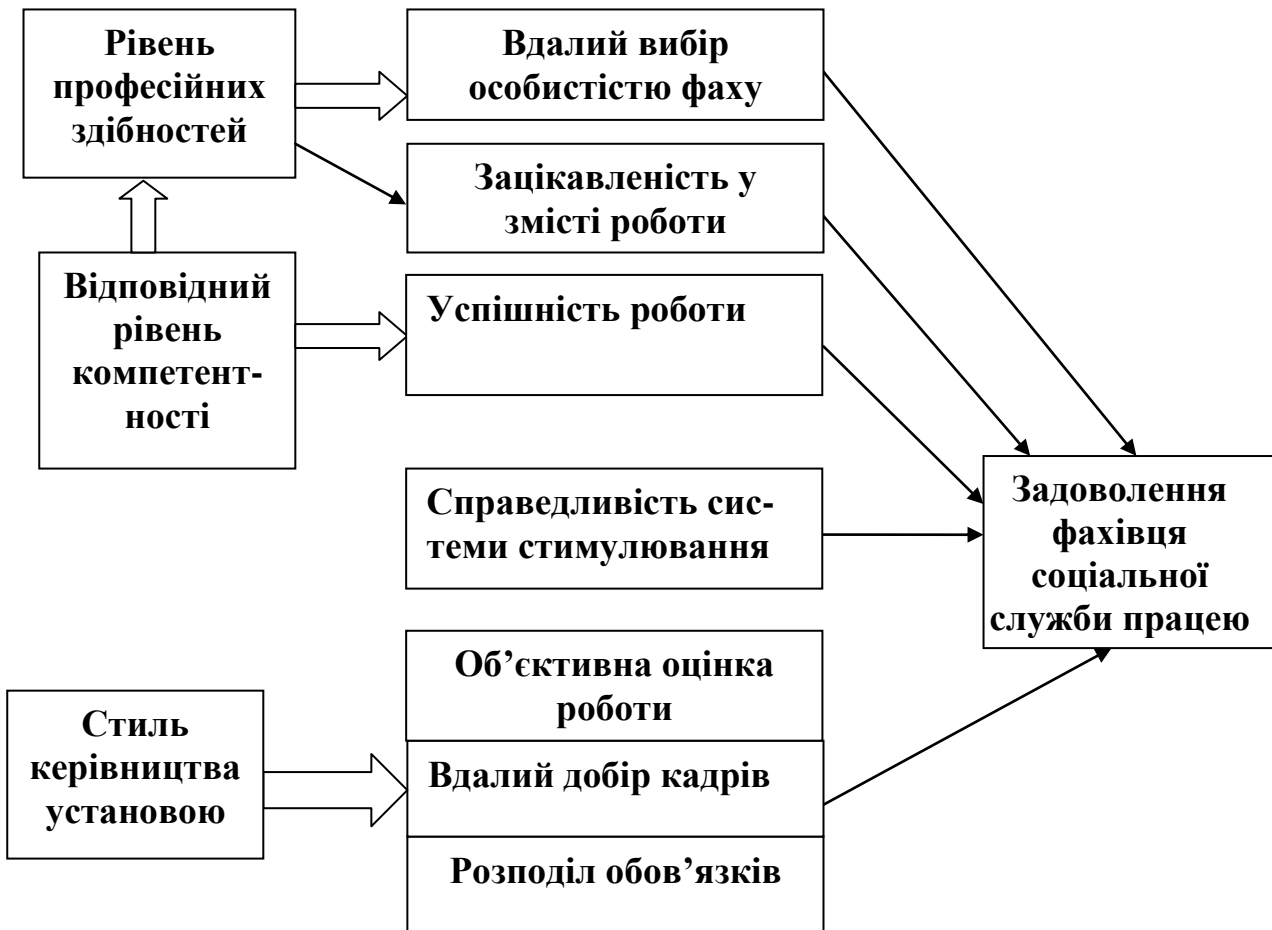 Рівень
професійних
здібностей
Вдалий вибір
особистістю фаху
Зацікавленість у
змісті роботи
Відповідний
рівень
компетент-
ності
Успішність роботи
Справедливість сис-
теми стимулювання
Задоволення
фахівця
соціальної
служби працею
Об’єктивна оцінка
роботи
Стиль
керівництва
установою
Вдалий добір кадрів
Розподіл обов’язків